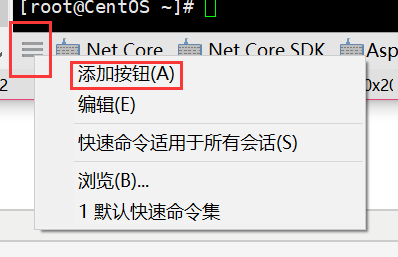 [root@CentOS ~]#
Net Core Net Core SDK Asp
添加按钮(A)
2
0x20
编辑(E)
快速命令适用于所有会话(S)
浏览(B)...
1 默认快速命令集